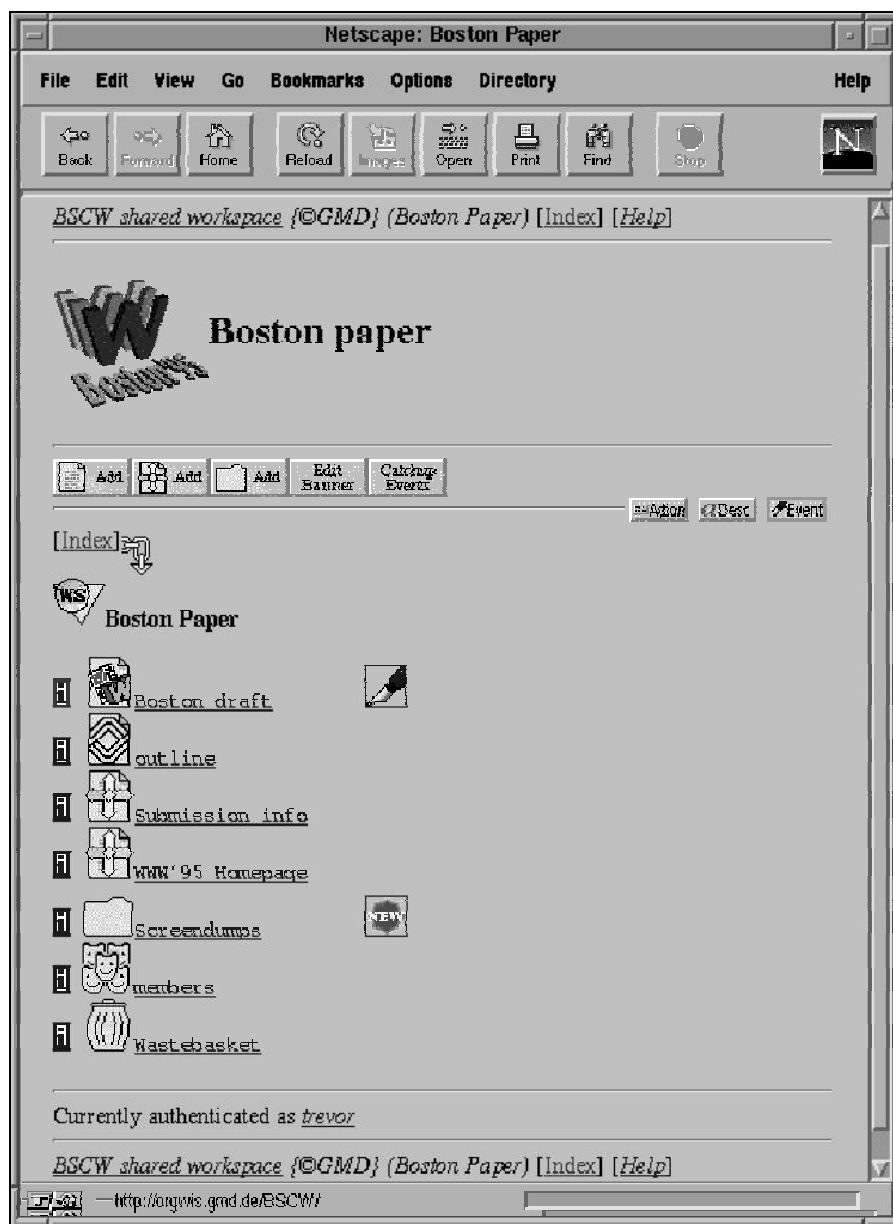 Netscape: Boston Paper
File Edit View Go Bookmarks Options Directory Help
Back Forward Home Reload Images Open Print Find Stop
N
BSCW shared workspace {©GMD} (Boston Paper) [Index] [Help]
W
Boston paper
Add Add Add Edit Banner Catchup Events
Action Desc Event
[Index]
WS
Boston Paper
Boston draft
outline
Submission info
WWW'95 Homepage
Screendumps NEW
members
Wastebasket
Currently authenticated as trevor
BSCW shared workspace {©GMD} (Boston Paper) [Index] [Help]
http://orgwis.gmd.de/BSCW/